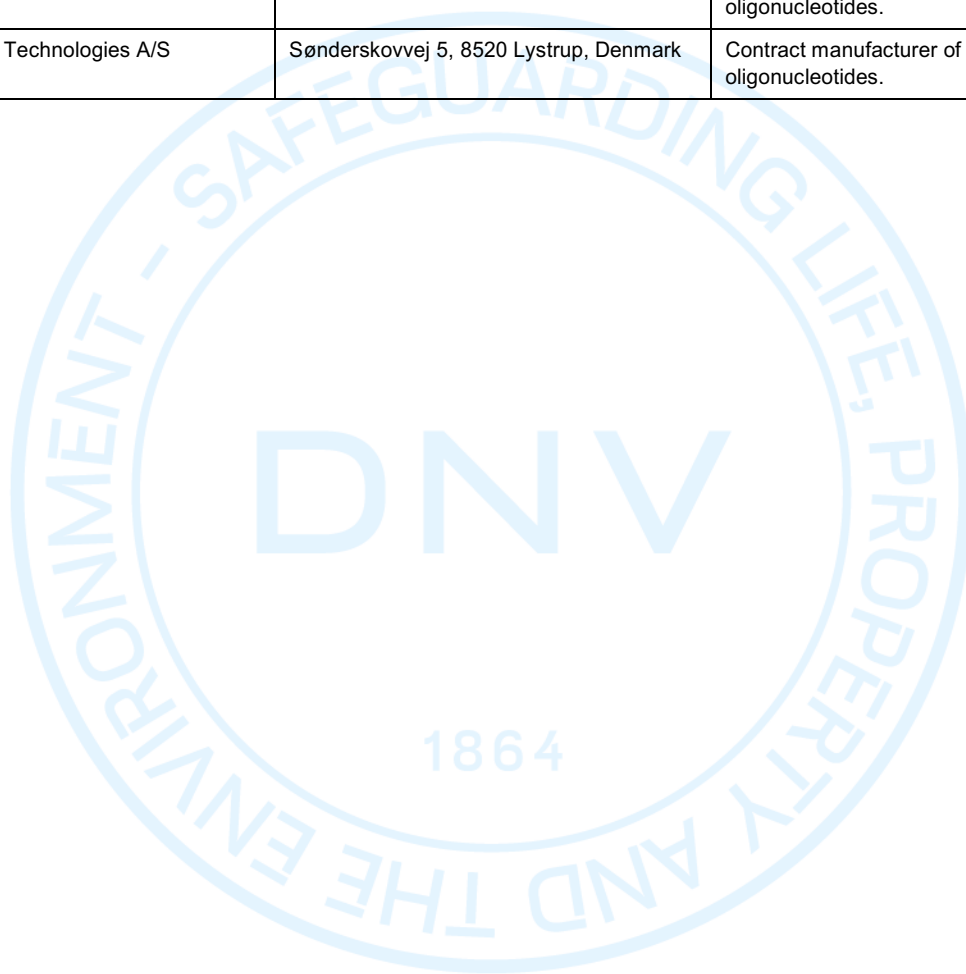 oligonucleotides.
Technologies A/S Sønderskovvej 5, 8520 Lystrup, Denmark Contract manufacturer of
oligonucleotides.
SAFEGUARDING LIFE, PROPERTY AND THE ENVIRONMENT -
DNV
1864